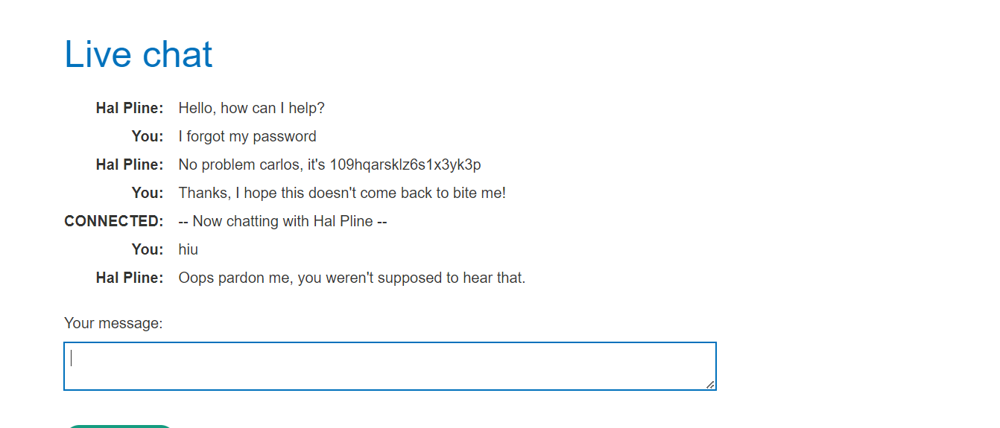 Live chat
Hal Pline: Hello, how can I help?
You: I forgot my password
Hal Pline: No problem carlos, it's 109hqarsklz6s1x3yk3p
You: Thanks, I hope this doesn't come back to bite me!
CONNECTED: -- Now chatting with Hal Pline --
You: hiu
Hal Pline: Oops pardon me, you weren't supposed to hear that.
Your message: